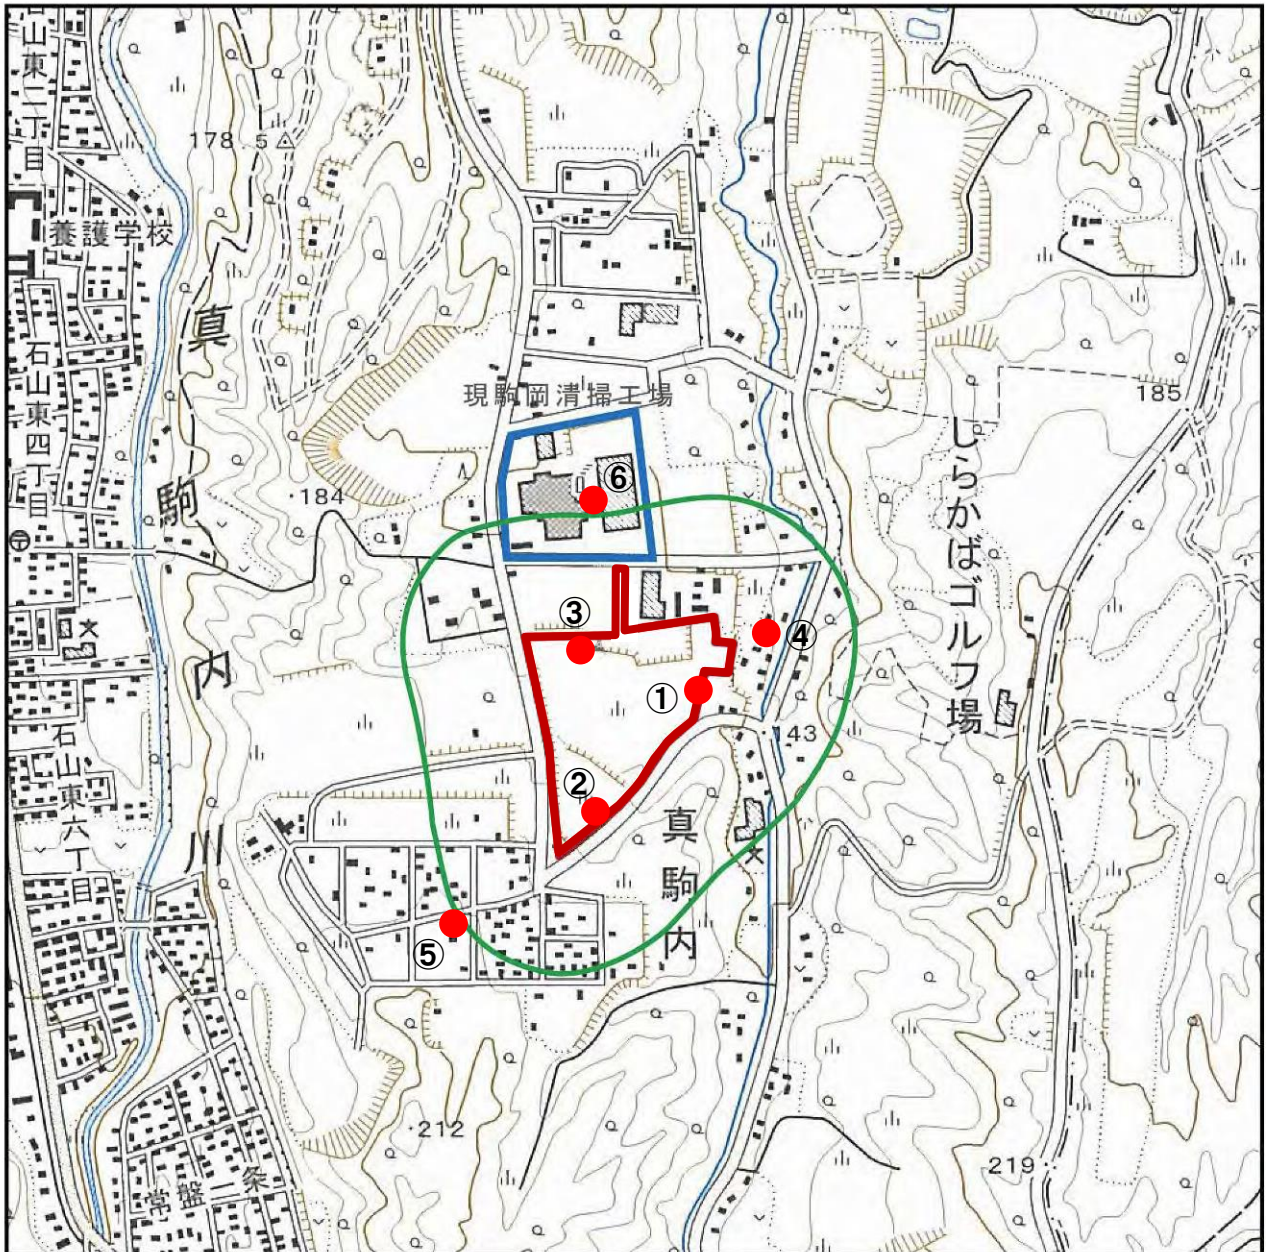 山東二丁目
178.5
養護学校
真駒内川
石山東四丁目
現駒岡清掃工場
185
しらかばゴルフ場
・184
⑥
③
④
①
143
②
石山東六丁目
真駒内
⑤
・212
219
常盤一条